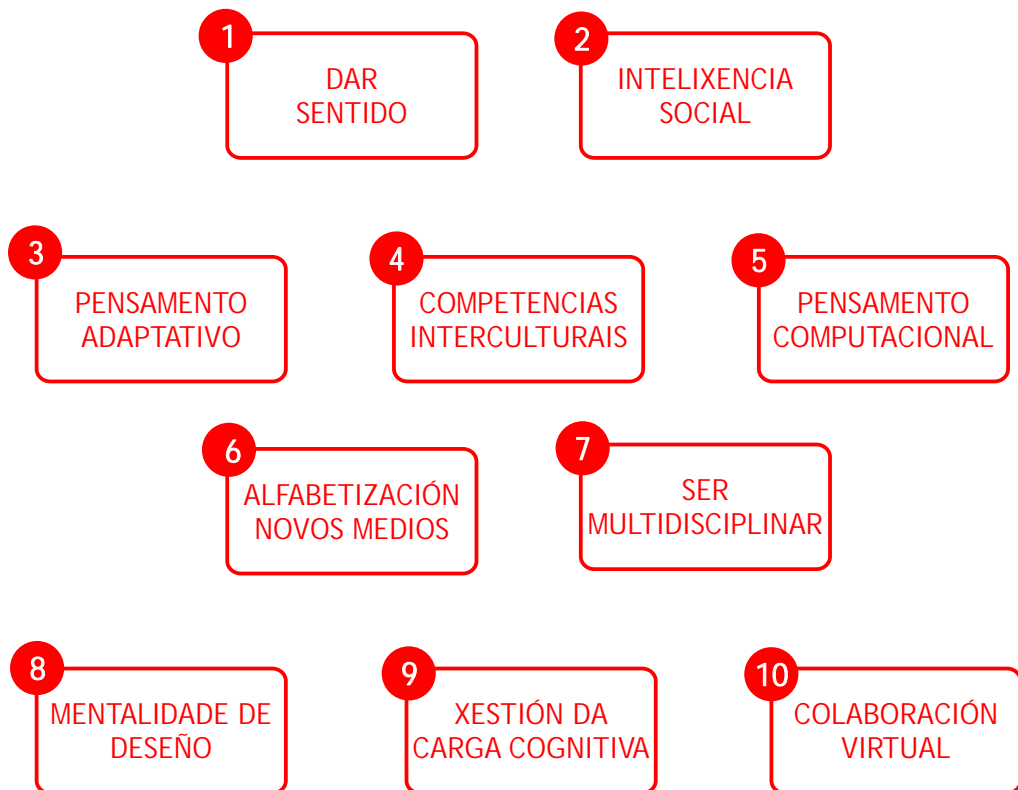 1
DAR
SENTIDO
2
INTELIXENCIA
SOCIAL
3
PENSAMENTO
ADAPTATIVO
4
COMPETENCIAS
INTERCULTURAIS
5
PENSAMENTO
COMPUTACIONAL
6
ALFABETIZACIÓN
NOVOS MEDIOS
7
SER
MULTIDISCIPLINAR
8
MENTALIDADE DE
DESEÑO
9
XESTIÓN DA
CARGA COGNITIVA
10
COLABORACIÓN
VIRTUAL